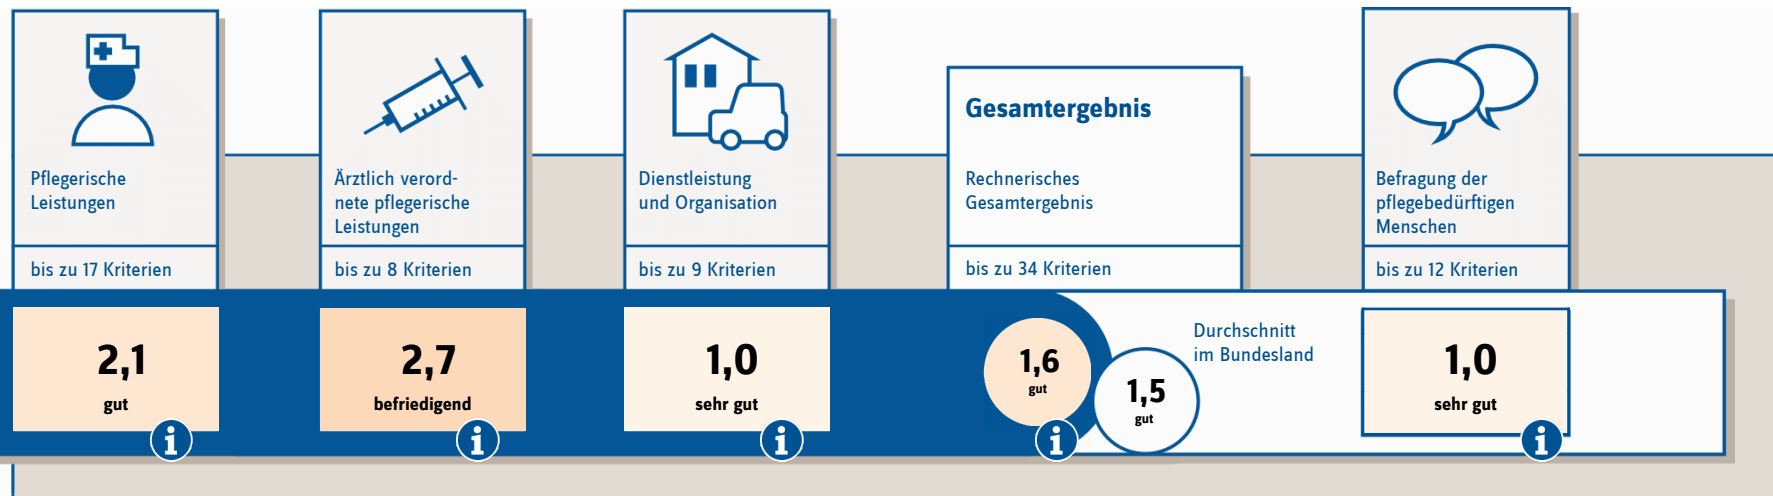 Pflegerische
Leistungen
bis zu 17 Kriterien
2,1
gut
Ärztlich verord-
nete pflegerische
Leistungen
bis zu 8 Kriterien
2,7
befriedigend
Dienstleistung
und Organisation
bis zu 9 Kriterien
1,0
sehr gut
Gesamtergebnis
Rechnerisches
Gesamtergebnis
bis zu 34 Kriterien
1,6
gut
1,5
gut
Durchschnitt
im Bundesland
Befragung der
pflegebedürftigen
Menschen
bis zu 12 Kriterien
1,0
sehr gut
i
i
i
i
i